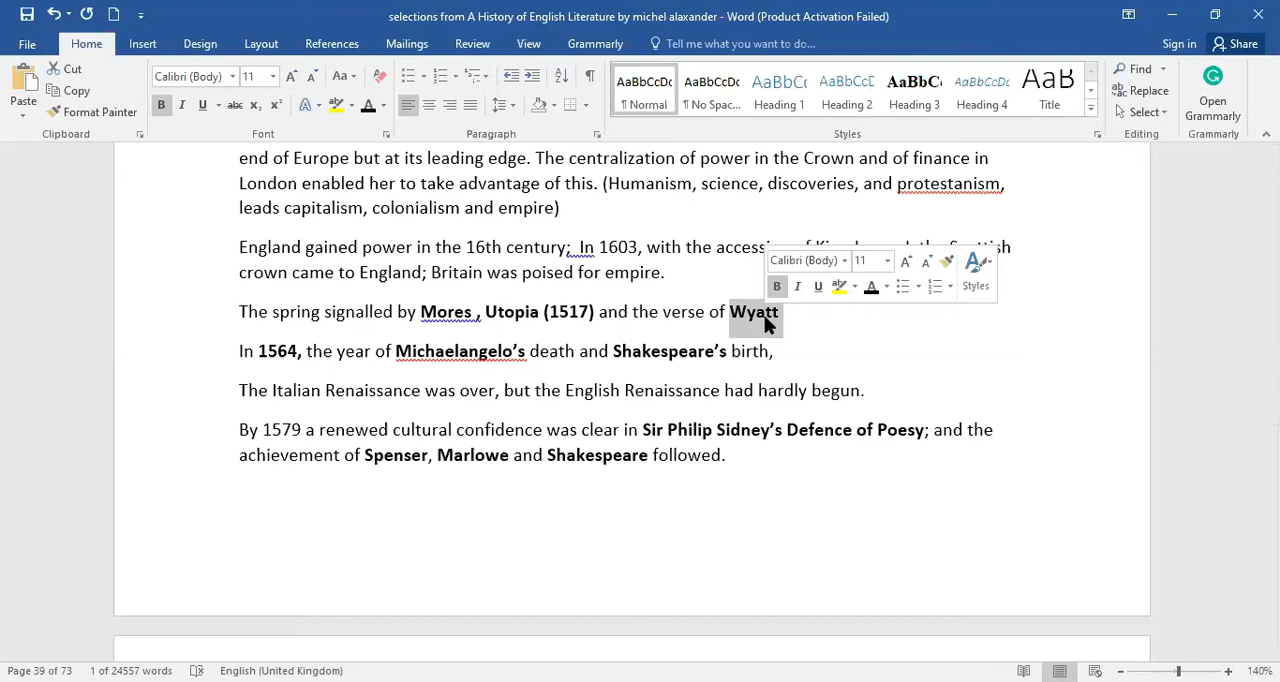 selections from A History of English Literature by michel alaxander - Word (Product Activation Failed)
File Home Insert Design Layout References Mailings Review View Grammarly Tell me what you want to do... Sign in Share
Cut
Copy
Format Painter
Paste
Clipboard
Calibri (Body) 11
Font
Paragraph
AaBbCcDc AaBbCcDc AaBbC AaBbCcD AaBbC AaBbCcD AaB
¶ Normal ¶ No Spac... Heading 1 Heading 2 Heading 3 Heading 4 Title
Styles
Find
Replace
Select
Editing
Open
Grammarly
Grammarly
end of Europe but at its leading edge. The centralization of power in the Crown and of finance in
London enabled her to take advantage of this. (Humanism, science, discoveries, and protestanism,
leads capitalism, colonialism and empire)
England gained power in the 16th century; In 1603, with the
crown came to England; Britain was poised for empire.
Calibri (Body) 11
Styles
The spring signalled by Mores , Utopia (1517) and the verse of Wyatt
In 1564, the year of Michaelangelo’s death and Shakespeare’s birth,
The Italian Renaissance was over, but the English Renaissance had hardly begun.
By 1579 a renewed cultural confidence was clear in Sir Philip Sidney’s Defence of Poesy; and the
achievement of Spenser, Marlowe and Shakespeare followed.
Page 39 of 73 1 of 24557 words English (United Kingdom) 140%